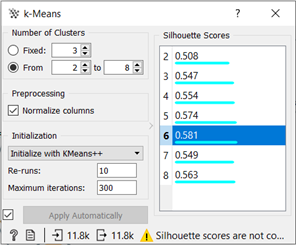 k-Means
?
Number of Clusters
Fixed: 3
From 2 to 8
Preprocessing
Normalize columns
Initialization
Initialize with KMeans++
Re-runs: 10
Maximum iterations: 300
Apply Automatically
Silhouette Scores
2 0.508
3 0.547
4 0.554
5 0.574
6 0.581
7 0.549
8 0.563
? 11.8k 11.8k Silhouette scores are not co...